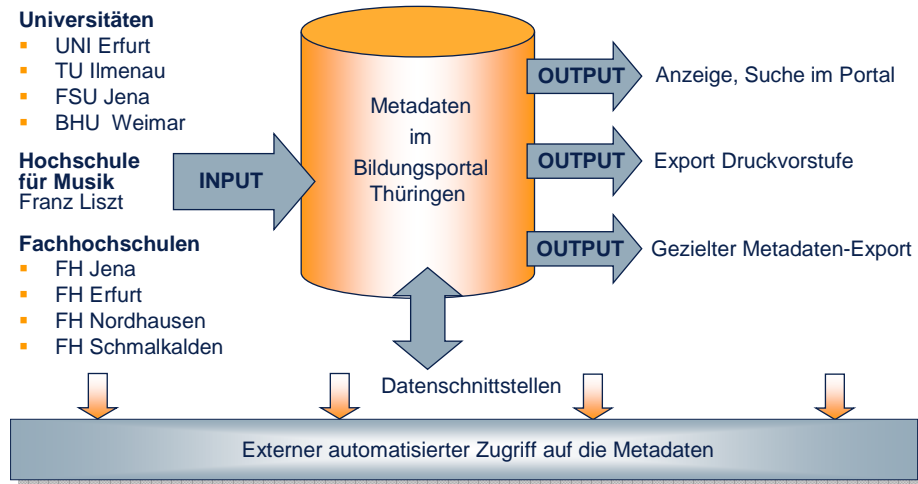 Universitäten
UNI Erfurt
TU Ilmenau
FSU Jena
BHU Weimar
Hochschule
für Musik
Franz Liszt
Fachhochschulen
FH Jena
FH Erfurt
FH Nordhausen
FH Schmalkalden
INPUT
Metadaten
im
Bildungsportal
Thüringen
OUTPUT
Anzeige, Suche im Portal
OUTPUT
Export Druckvorstufe
OUTPUT
Gezielter Metadaten-Export
Datenschnittstellen
Externer automatisierter Zugriff auf die Metadaten